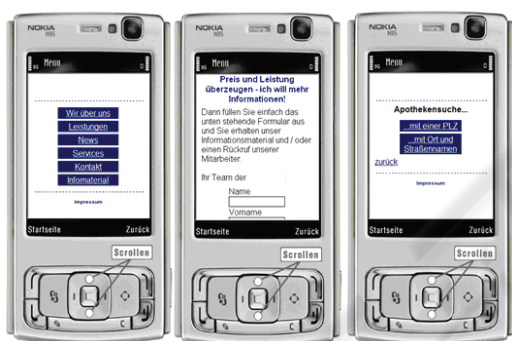 NOKIA
N95
3G Menu
Wir über uns
Leistungen
News
Services
Kontakt
Infomaterial
Impressum
Startseite Zurück
Scrollen
C
NOKIA
N95
3G Menu
Preis und Leistung
überzeugen - ich will mehr
Informationen!
Dann füllen Sie einfach das
unten stehende Formular aus
und Sie erhalten unser
Informationsmaterial und / oder
einen Rückruf unserer
Mitarbeiter.
Ihr Team der
Name
Vorname
Startseite Zurück
Scrollen
C
NOKIA
N95
3G Menu
Apothekensuche...
...mit einer PLZ
...mit Ort und
Straßennamen
zurück
Impressum
Startseite Zurück
Scrollen
C